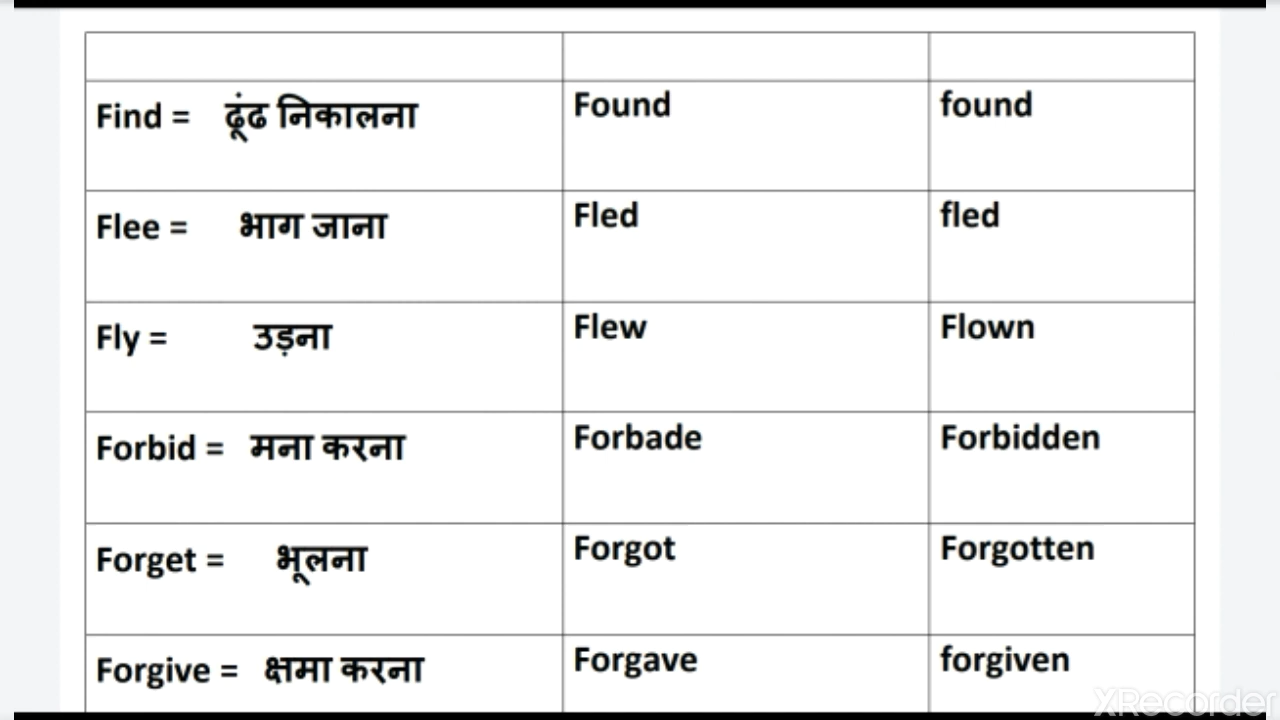 Find = ढूंढ निकालना Found found
Flee = भाग जाना Fled fled
Fly = उड़ना Flew Flown
Forbid = मना करना Forbade Forbidden
Forget = भूलना Forgot Forgotten
Forgive = क्षमा करना Forgave forgiven
XRecorder